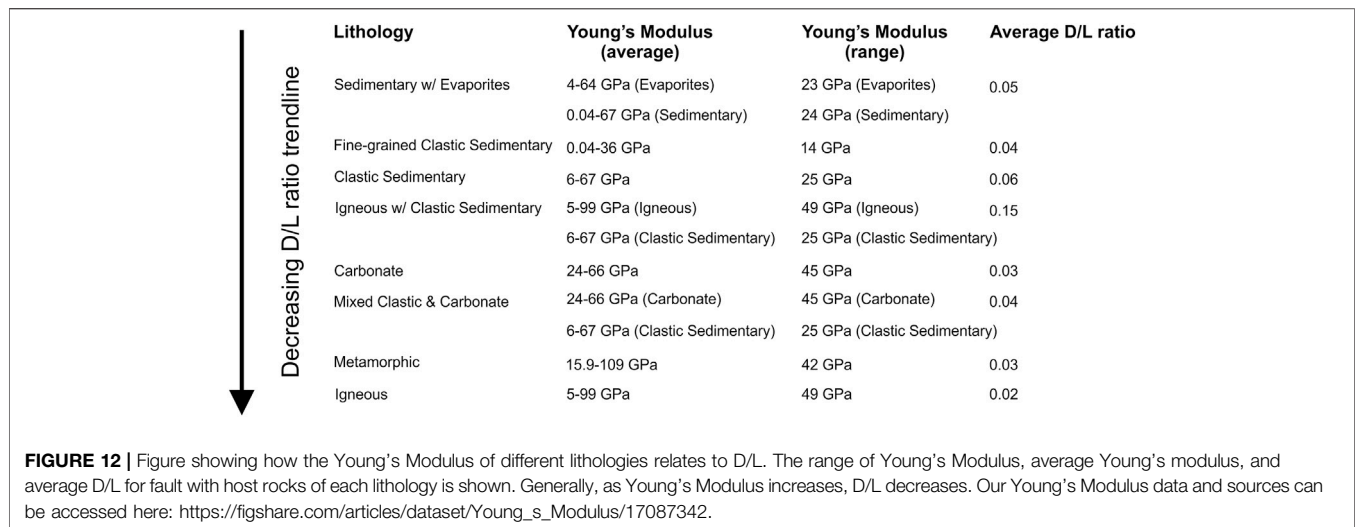 Decreasing D/L ratio trendline
Lithology Young's Modulus (average) Young's Modulus (range) Average D/L ratio
Sedimentary w/ Evaporites 4-64 GPa (Evaporites) 23 GPa (Evaporites) 0.05
0.04-67 GPa (Sedimentary) 24 GPa (Sedimentary)
Fine-grained Clastic Sedimentary 0.04-36 GPa 14 GPa 0.04
Clastic Sedimentary 6-67 GPa 25 GPa 0.06
Igneous w/ Clastic Sedimentary 5-99 GPa (Igneous) 49 GPa (Igneous) 0.15
6-67 GPa (Clastic Sedimentary) 25 GPa (Clastic Sedimentary)
Carbonate 24-66 GPa 45 GPa 0.03
Mixed Clastic & Carbonate 24-66 GPa (Carbonate) 45 GPa (Carbonate) 0.04
6-67 GPa (Clastic Sedimentary) 25 GPa (Clastic Sedimentary)
Metamorphic 15.9-109 GPa 42 GPa 0.03
Igneous 5-99 GPa 49 GPa 0.02
FIGURE 12 | Figure showing how the Young's Modulus of different lithologies relates to D/L. The range of Young's Modulus, average Young's modulus, and
average D/L for fault with host rocks of each lithology is shown. Generally, as Young's Modulus increases, D/L decreases. Our Young's Modulus data and sources can
be accessed here: https://figshare.com/articles/dataset/Young_s_Modulus/17087342.